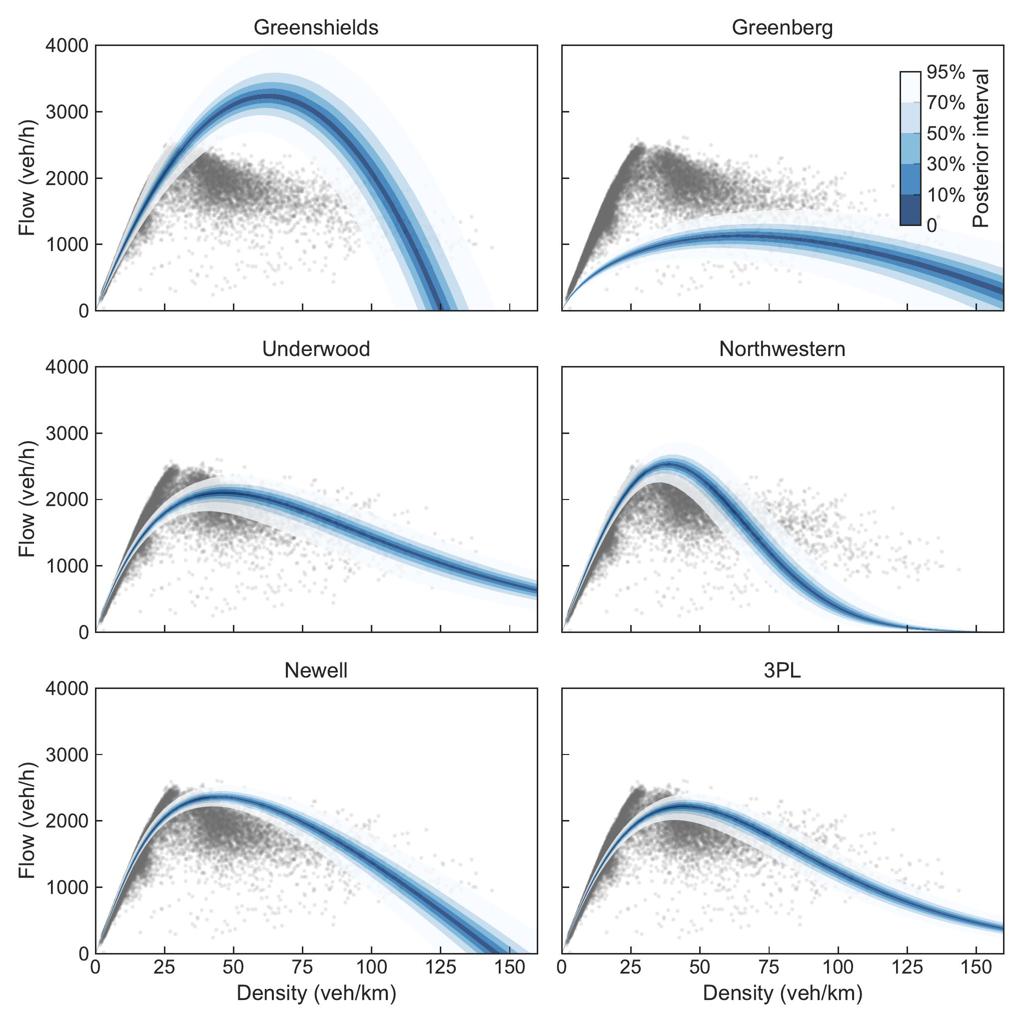 Greenshields
Greenberg
4000
3000
2000
1000
0
Flow (veh/h)
95%
70%
50%
30%
10%
0
Posterior interval
Underwood
Northwestern
4000
3000
2000
1000
0
Flow (veh/h)
Newell
3PL
4000
3000
2000
1000
0
Flow (veh/h)
0 25 50 75 100 125 150
0 25 50 75 100 125 150
Density (veh/km)
Density (veh/km)